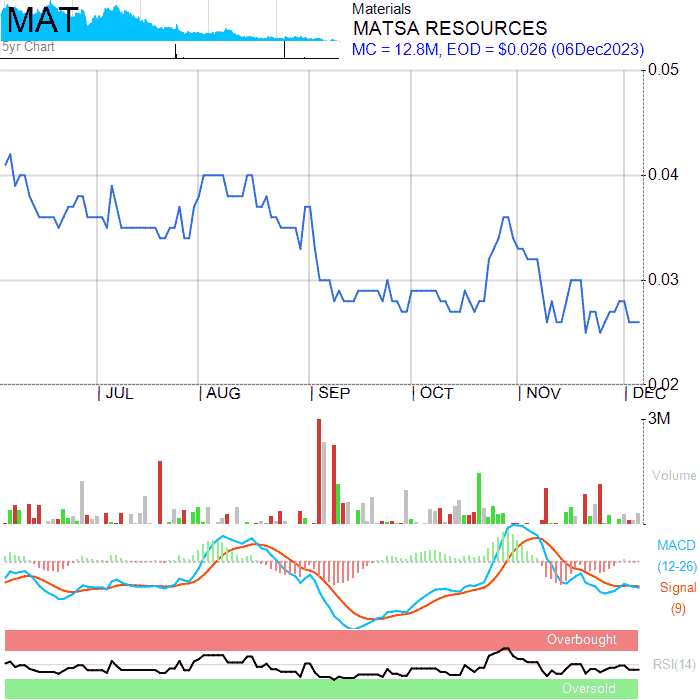 MAT
5yr Chart
Materials
MATSA RESOURCES
MC = 12.8M, EOD = $0.026 (06Dec2023)
0.05
0.04
0.03
0.02
JUL AUG SEP OCT NOV DEC
3M
Volume
MACD
(12-26)
Signal
(9)
Overbought
RSI(14)
Oversold